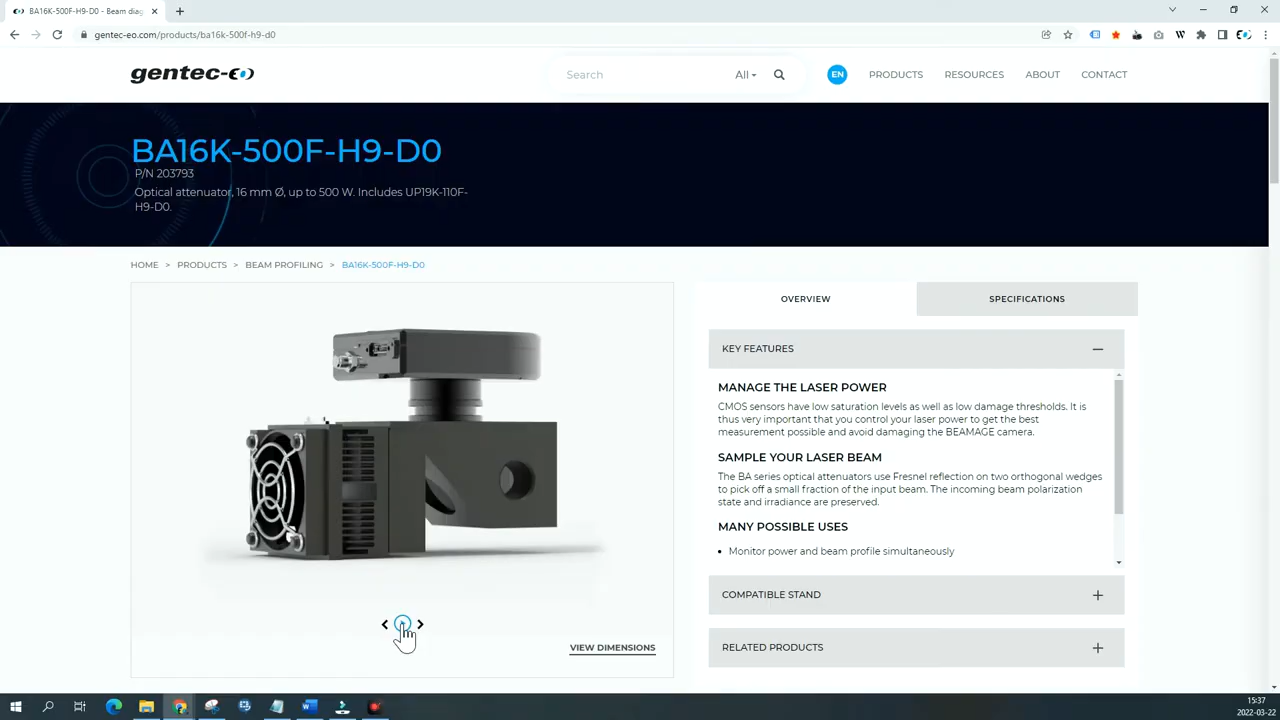 BA16K-500F-H9-D0 - Beam diag
gentec-eo.com/products/ba16k-500f-h9-d0
gentec-eo
Search
All
EN
PRODUCTS
RESOURCES
ABOUT
CONTACT
BA16K-500F-H9-D0
P/N 203793
Optical attenuator, 16 mm Ø, up to 500 W. Includes UP19K-110F-
H9-D0.
HOME > PRODUCTS > BEAM PROFILING > BA16K-500F-H9-D0
VIEW DIMENSIONS
OVERVIEW
SPECIFICATIONS
KEY FEATURES
MANAGE THE LASER POWER
CMOS sensors have low saturation levels as well as low damage thresholds. It is
thus very important that you control your laser power to get the best
measurement possible and avoid damaging the BEAMAGE camera.
SAMPLE YOUR LASER BEAM
The BA series optical attenuators use Fresnel reflection on two orthogonal wedges
to pick off a small fraction of the input beam. The incoming beam polarization
state and irradiance are preserved.
MANY POSSIBLE USES
• Monitor power and beam profile simultaneously
COMPATIBLE STAND
RELATED PRODUCTS
15:37
2022-03-22